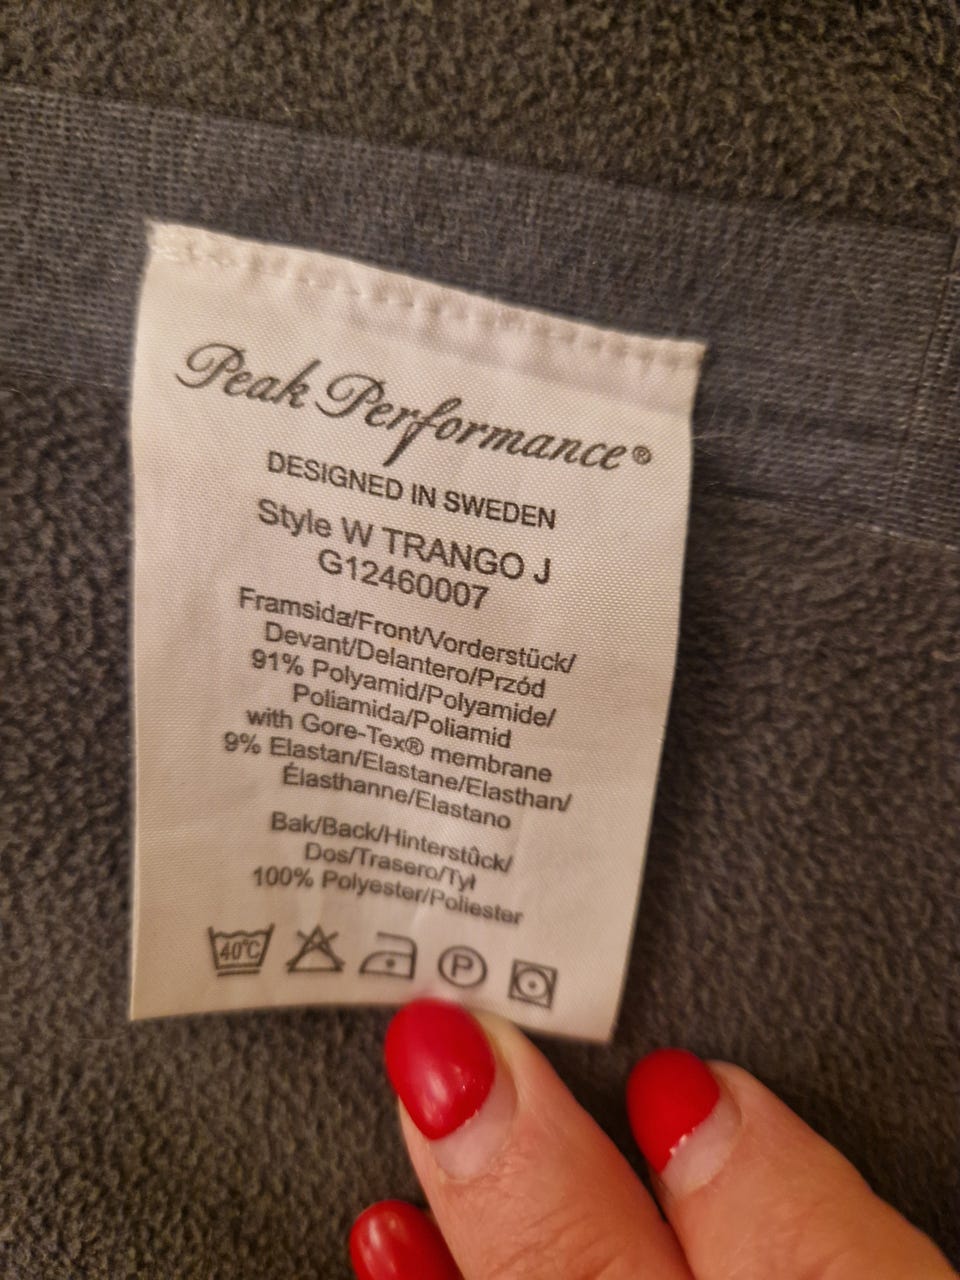 Peak Performance®
DESIGNED IN SWEDEN
Style W TRANGO J
G12460007
Framsida/Front/Vorderstück/
Devant/Delantero/Przód
91% Polyamid/Polyamide/
Poliamida/Poliamid
with Gore-Tex® membrane
9% Elastan/Elastane/Elasthan/
Élasthanne/Elastano
Bak/Back/Hinterstûck/
Dos/Trasero/Tył
100% Polyester/Poliester
40°C P